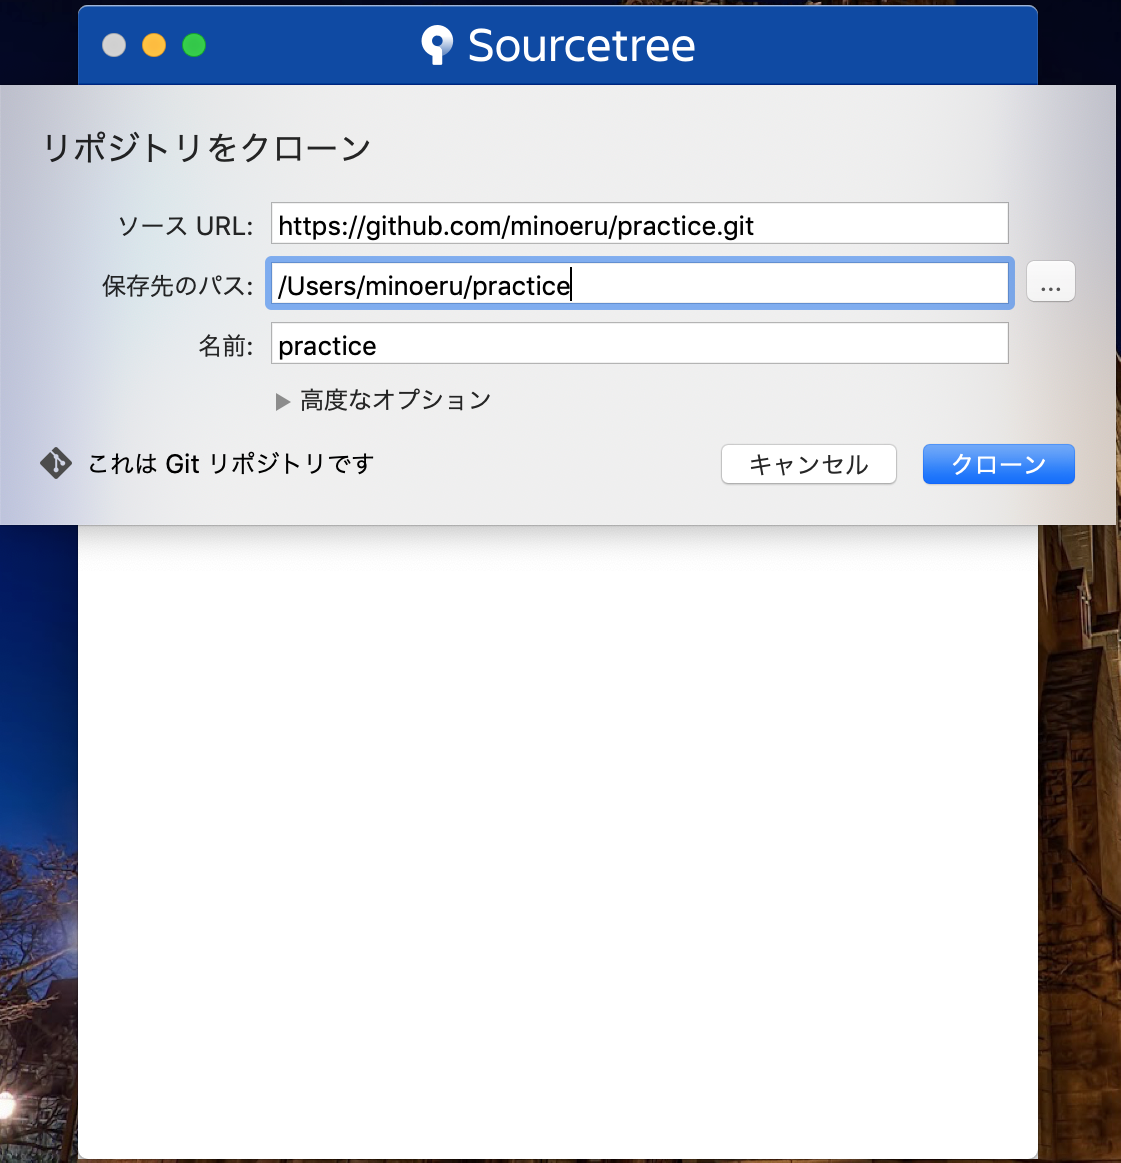 Sourcetree
リポジトリをクローン
ソース URL: https://github.com/minoeru/practice.git
保存先のパス: /Users/minoeru/practice ...
名前: practice
高度なオプション
これは Git リポジトリです キャンセル クローン